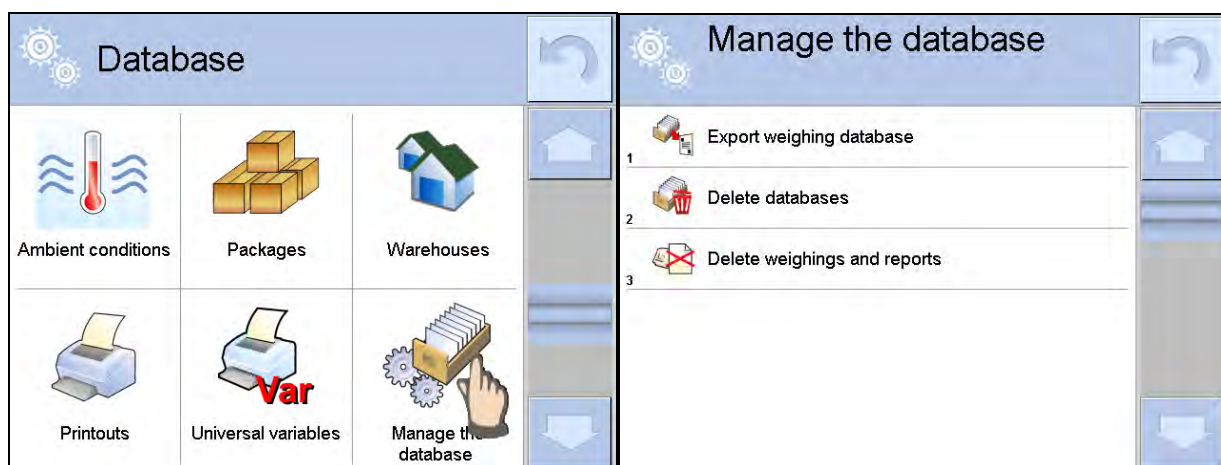 Database
Ambient conditions
Packages
Warehouses
Printouts
Var
Universal variables
Manage the
database
Manage the database
1
Export weighing database
2
Delete databases
3
Delete weighings and reports